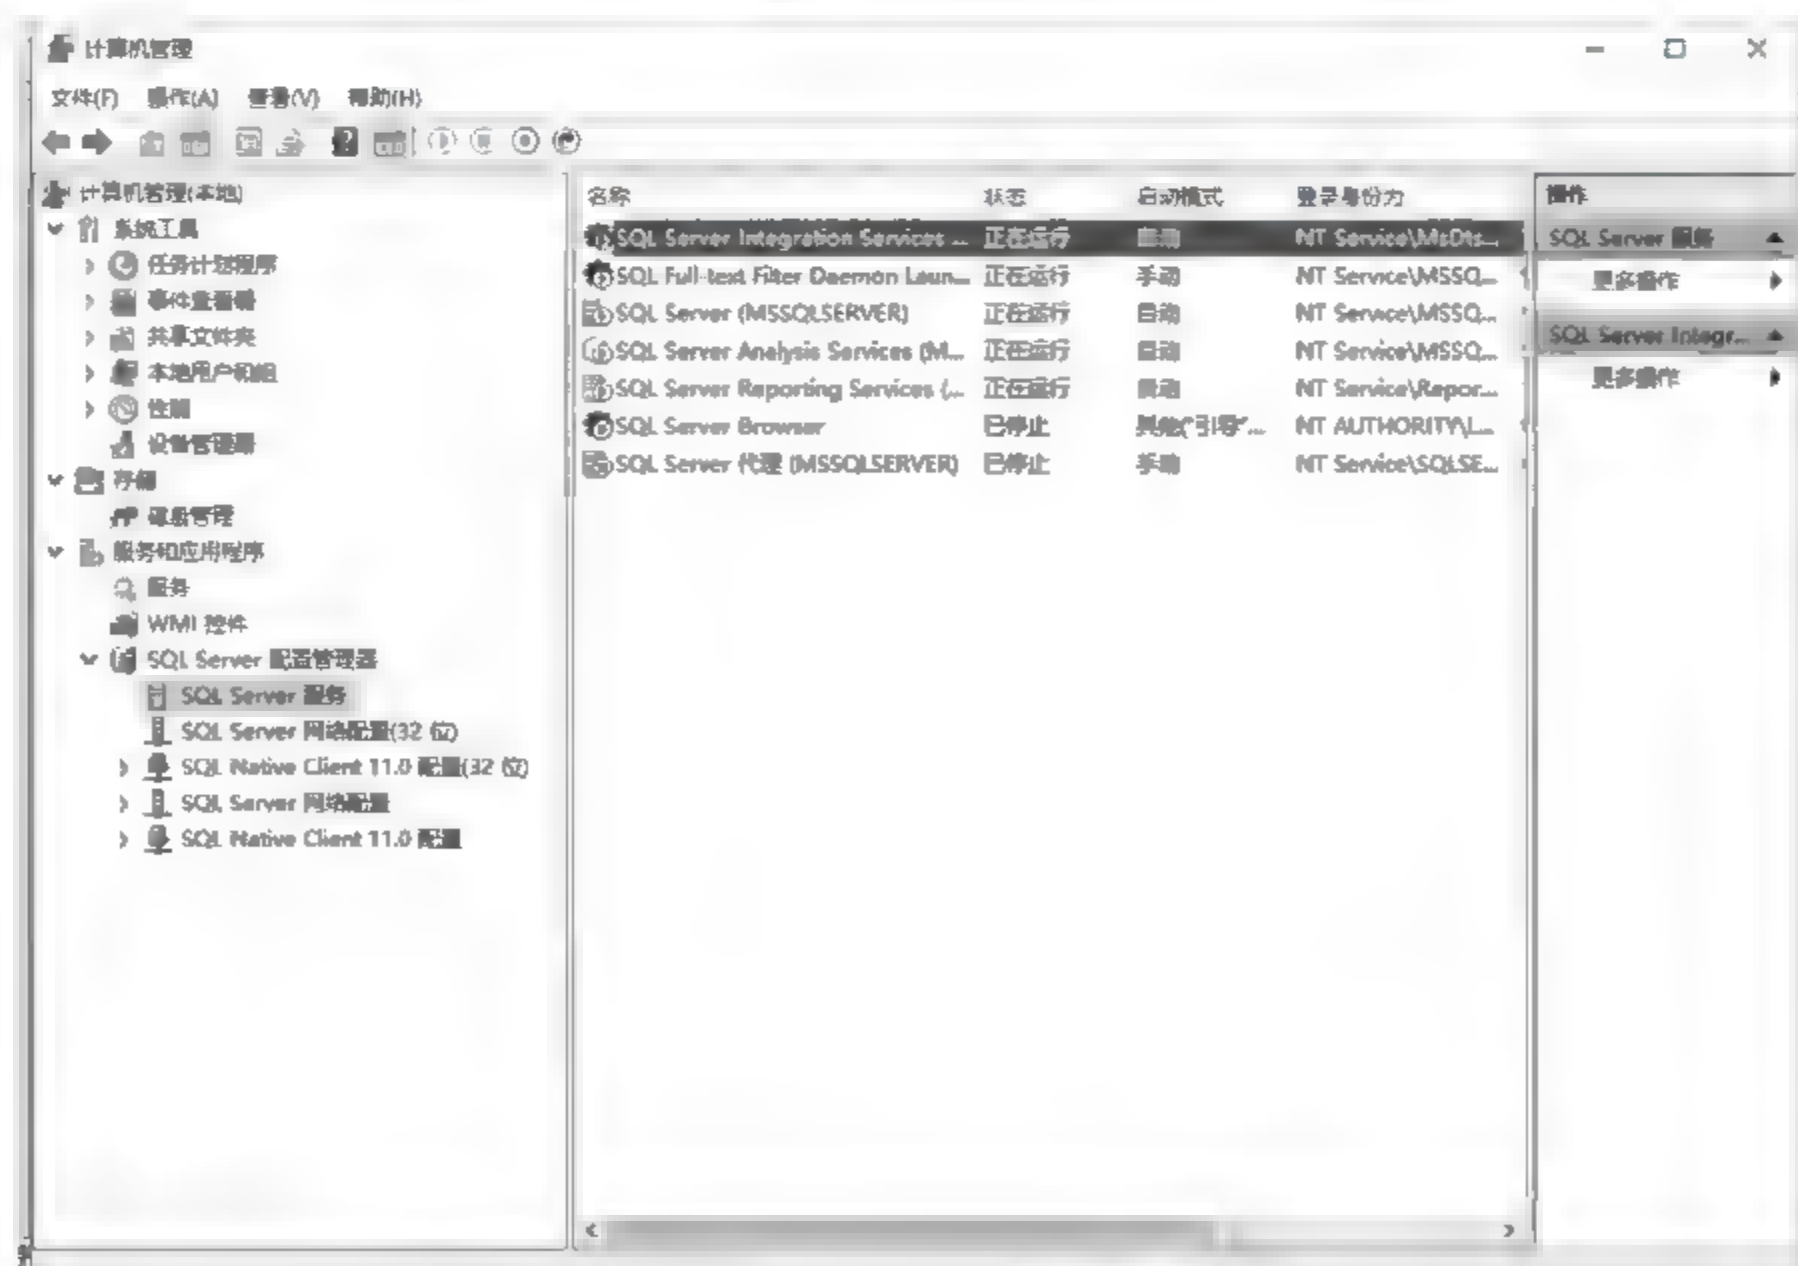 计算机管理
文件(F) 操作(A) 查看(V) 帮助(H)
计算机管理(本地)
系统工具
任务计划程序
事件查看器
共享文件夹
本地用户和组
性能
设备管理器
存储
磁盘管理
服务和应用程序
服务
WMI 控件
SQL Server 配置管理器
SQL Server 服务
SQL Server 网络配置(32 位)
SQL Native Client 11.0 配置(32 位)
SQL Server 网络配置
SQL Native Client 11.0 配置
名称 状态 启动模式 登录身份为
SQL Server Integration Services ... 正在运行 自动 NT Service\MsDts...
SQL Full-text Filter Daemon Laun... 正在运行 手动 NT Service\MSSQ...
SQL Server (MSSQLSERVER) 正在运行 自动 NT Service\MSSQ...
SQL Server Analysis Services (M... 正在运行 自动 NT Service\MSSQ...
SQL Server Reporting Services (... 正在运行 自动 NT Service\Repor...
SQL Server Browser 已停止 其他("引导"... NT AUTHORITY\L...
SQL Server 代理 (MSSQLSERVER) 已停止 手动 NT Service\SQLSE...
操作
SQL Server 服务
更多操作
SQL Server Integr...
更多操作